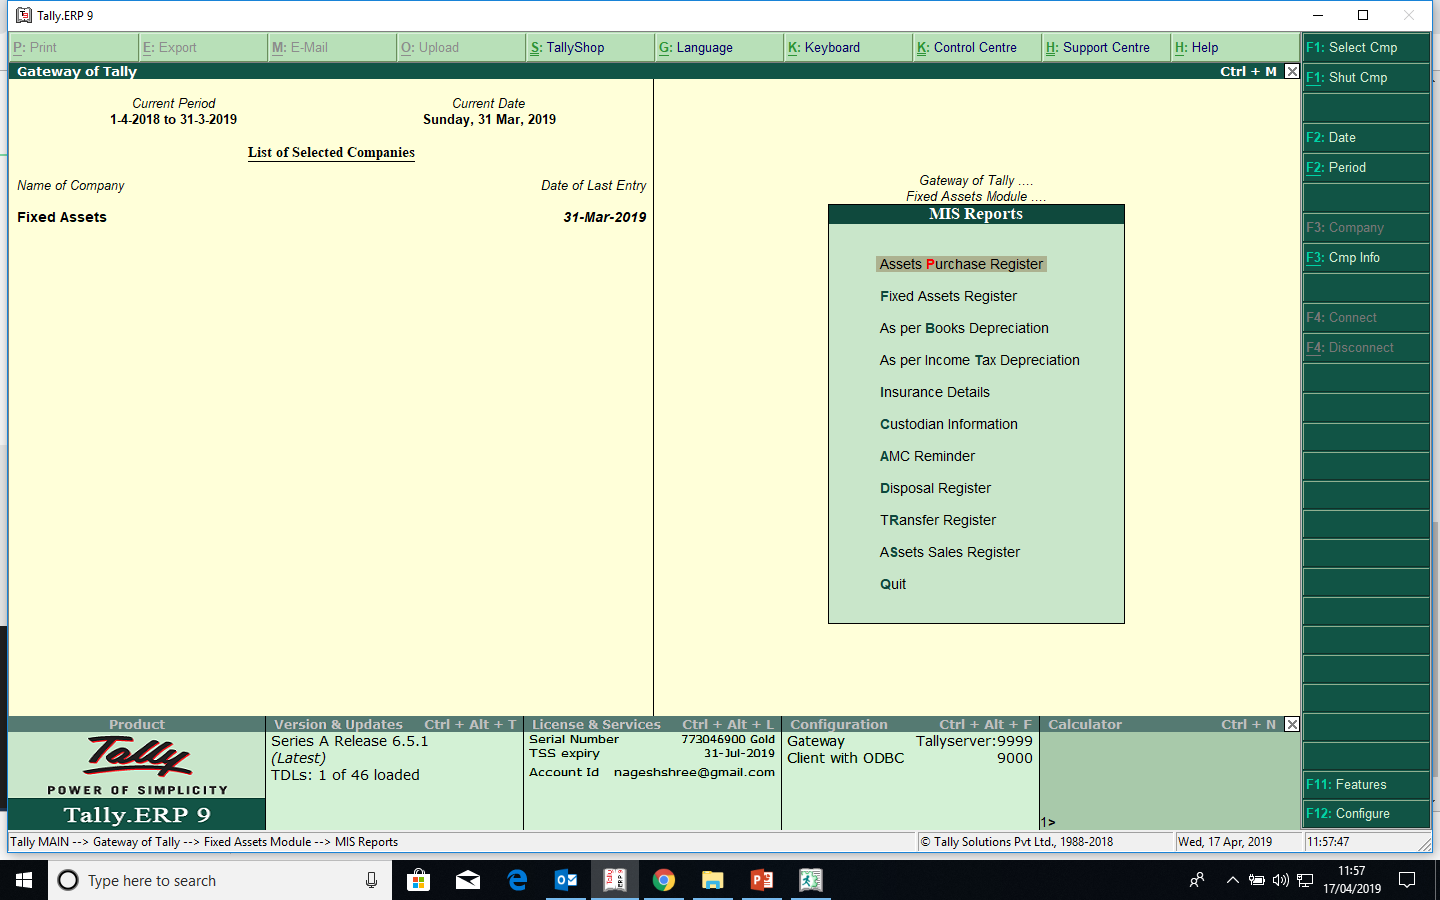 Tally.ERP 9
P: Print E: Export M: E-Mail O: Upload S: TallyShop G: Language K: Keyboard K: Control Centre H: Support Centre H: Help
Gateway of Tally Ctrl + M
Current Period Current Date
1-4-2018 to 31-3-2019 Sunday, 31 Mar, 2019
List of Selected Companies
Name of Company Date of Last Entry
Fixed Assets 31-Mar-2019
Gateway of Tally ....
Fixed Assets Module ....
MIS Reports
Assets Purchase Register
Fixed Assets Register
As per Books Depreciation
As per Income Tax Depreciation
Insurance Details
Custodian Information
AMC Reminder
Disposal Register
TRansfer Register
ASsets Sales Register
Quit
F1: Select Cmp
F1: Shut Cmp
F2: Date
F2: Period
F3: Company
F3: Cmp Info
F4: Connect
F4: Disconnect
F11: Features
F12: Configure
Product
Tally
POWER OF SIMPLICITY
Tally.ERP 9
Version & Updates Ctrl + Alt + T
Series A Release 6.5.1
(Latest)
TDLs: 1 of 46 loaded
License & Services Ctrl + Alt + L
Serial Number 773046900 Gold
TSS expiry 31-Jul-2019
Account Id nageshshree@gmail.com
Configuration Ctrl + Alt + F
Gateway Tallyserver:9999
Client with ODBC 9000
Calculator Ctrl + N
1>
Tally MAIN --> Gateway of Tally --> Fixed Assets Module --> MIS Reports © Tally Solutions Pvt Ltd., 1988-2018 Wed, 17 Apr, 2019 11:57:47
Type here to search
11:57
17/04/2019